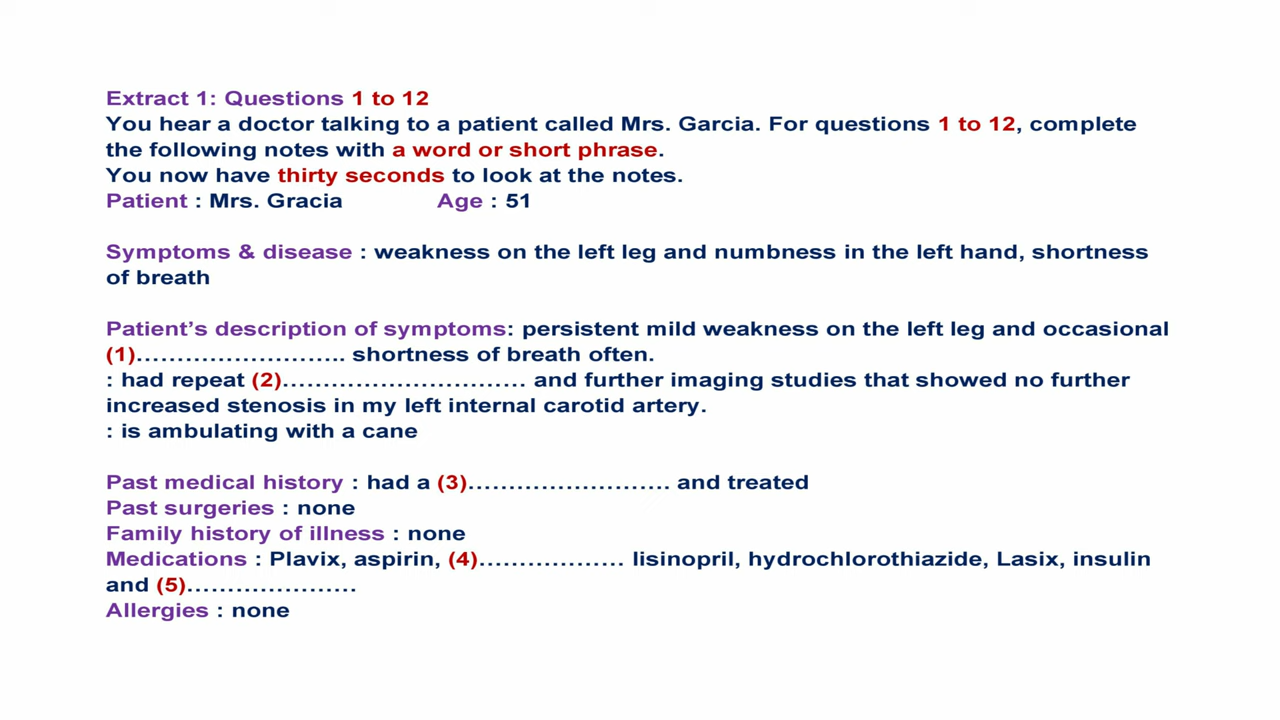 Extract 1: Questions 1 to 12
You hear a doctor talking to a patient called Mrs. Garcia. For questions 1 to 12, complete
the following notes with a word or short phrase.
You now have thirty seconds to look at the notes.
Patient : Mrs. Gracia Age : 51
Symptoms & disease : weakness on the left leg and numbness in the left hand, shortness
of breath
Patient’s description of symptoms: persistent mild weakness on the left leg and occasional
(1)…………………….. shortness of breath often.
: had repeat (2)………………………… and further imaging studies that showed no further
increased stenosis in my left internal carotid artery.
: is ambulating with a cane
Past medical history : had a (3)……………………. and treated
Past surgeries : none
Family history of illness : none
Medications : Plavix, aspirin, (4)……………… lisinopril, hydrochlorothiazide, Lasix, insulin
and (5)…………………
Allergies : none